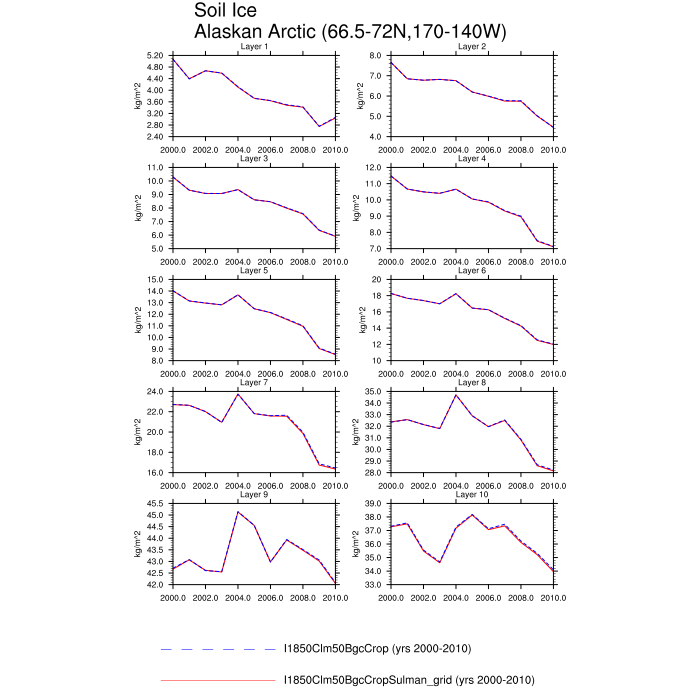 Soil Ice
Alaskan Arctic (66.5-72N,170-140W)
Layer 1
kg/m^2
5.20
4.80
4.40
4.00
3.60
3.20
2.80
2.40
2000.0 2002.0 2004.0 2006.0 2008.0 2010.0
Layer 2
kg/m^2
8.0
7.0
6.0
5.0
4.0
2000.0 2002.0 2004.0 2006.0 2008.0 2010.0
Layer 3
kg/m^2
11.0
10.0
9.0
8.0
7.0
6.0
5.0
2000.0 2002.0 2004.0 2006.0 2008.0 2010.0
Layer 4
kg/m^2
12.0
11.0
10.0
9.0
8.0
7.0
2000.0 2002.0 2004.0 2006.0 2008.0 2010.0
Layer 5
kg/m^2
15.0
14.0
13.0
12.0
11.0
10.0
9.0
8.0
2000.0 2002.0 2004.0 2006.0 2008.0 2010.0
Layer 6
kg/m^2
20
18
16
14
12
10
2000.0 2002.0 2004.0 2006.0 2008.0 2010.0
Layer 7
kg/m^2
24.0
22.0
20.0
18.0
16.0
2000.0 2002.0 2004.0 2006.0 2008.0 2010.0
Layer 8
kg/m^2
35.0
34.0
33.0
32.0
31.0
30.0
29.0
28.0
2000.0 2002.0 2004.0 2006.0 2008.0 2010.0
Layer 9
kg/m^2
45.5
45.0
44.5
44.0
43.5
43.0
42.5
42.0
2000.0 2002.0 2004.0 2006.0 2008.0 2010.0
Layer 10
kg/m^2
39.0
38.0
37.0
36.0
35.0
34.0
33.0
2000.0 2002.0 2004.0 2006.0 2008.0 2010.0
I1850Clm50BgcCrop (yrs 2000-2010)
I1850Clm50BgcCropSulman_grid (yrs 2000-2010)